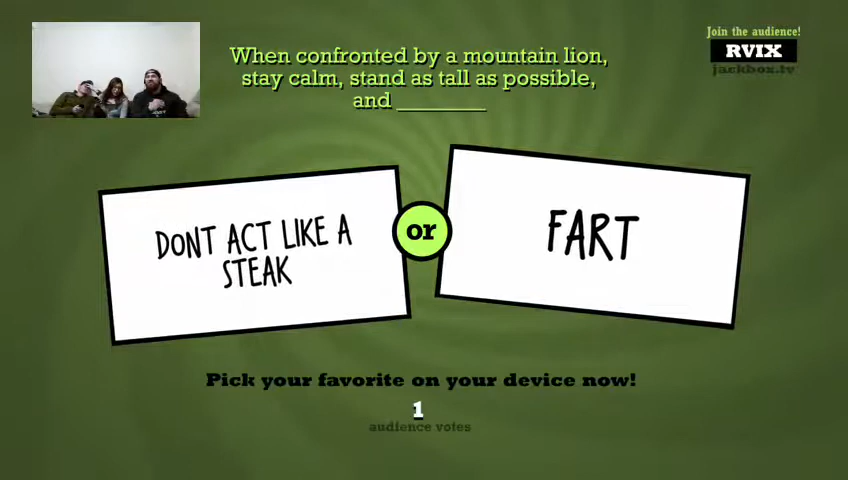 Join the audience!
RVIX
jackbox.tv
When confronted by a mountain lion,
stay calm, stand as tall as possible,
and ________
DONT ACT LIKE A
STEAK
or
FART
Pick your favorite on your device now!
1
audience votes